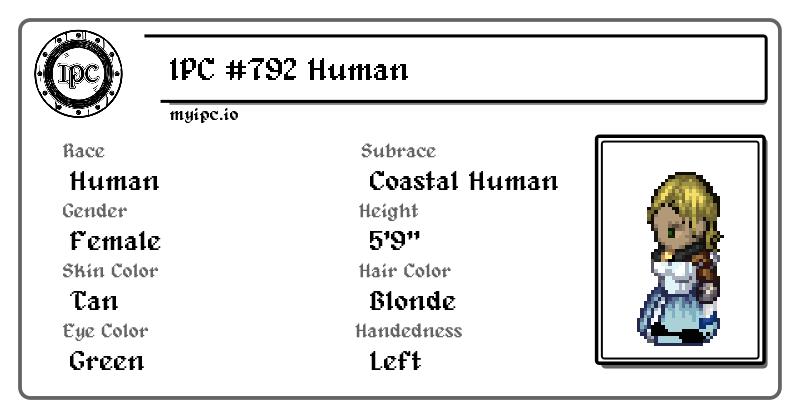 IPC
IPC #792 Human
myipc.io
Race
Human
Subrace
Coastal Human
Gender
Female
Height
5'9"
Skin Color
Tan
Hair Color
Blonde
Eye Color
Green
Handedness
Left